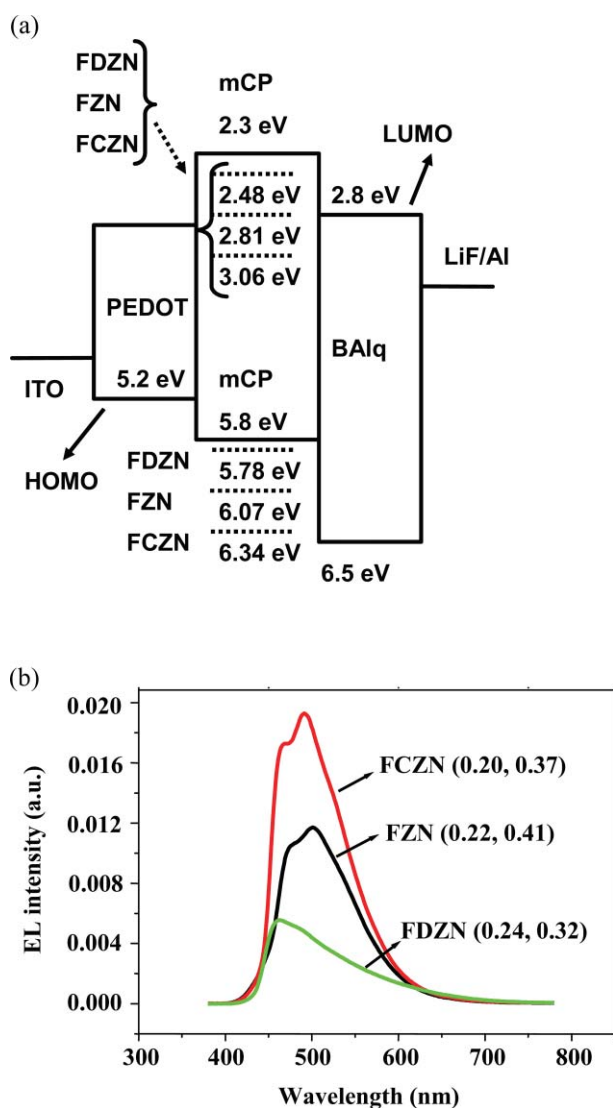 (a)
FDZN
FZN
FCZN
mCP
2.3 eV
LUMO
2.48 eV
2.8 eV
2.81 eV
3.06 eV
LiF/Al
PEDOT
BAlq
ITO
5.2 eV
mCP
5.8 eV
HOMO
FDZN
5.78 eV
FZN
6.07 eV
FCZN
6.34 eV
6.5 eV
(b)
EL intensity (a.u.)
0.020
0.016
0.012
0.008
0.004
0.000
FCZN (0.20, 0.37)
FZN (0.22, 0.41)
FDZN (0.24, 0.32)
300 400 500 600 700 800
Wavelength (nm)